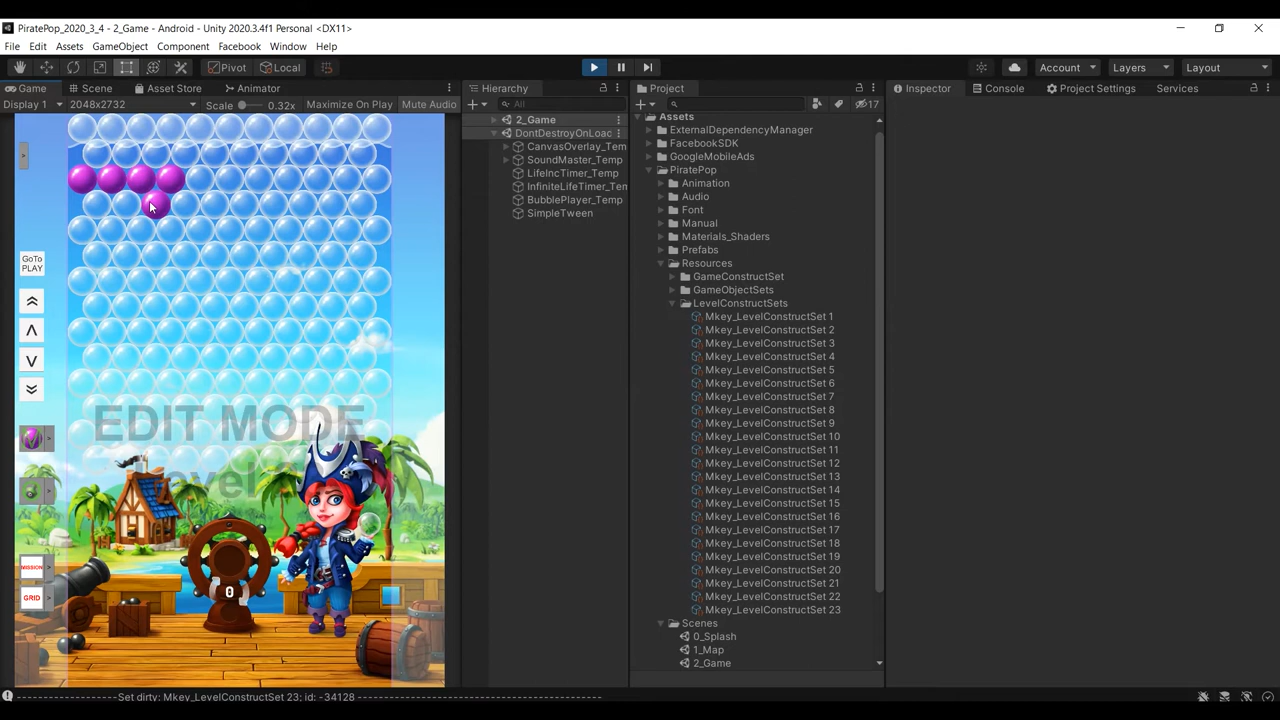 PiratePop_2020_3_4 - 2_Game - Android - Unity 2020.3.4f1 Personal <DX11>
File Edit Assets GameObject Component Facebook Window Help
Pivot Local Account Layers Layout
Game Scene Asset Store Animator Hierarchy Project Inspector Console Project Settings Services
Display 1 2048x2732 Scale 0.32x Maximize On Play Mute Audio All 17
2_Game
DontDestroyOnLoad
CanvasOverlay_Tem
SoundMaster_Temp
LifeIncTimer_Temp
InfiniteLifeTimer_Tem
BubblePlayer_Temp
SimpleTween
Assets
ExternalDependencyManager
FacebookSDK
GoogleMobileAds
PiratePop
Animation
Audio
Font
Manual
Materials_Shaders
Prefabs
Resources
GameConstructSet
GameObjectSets
LevelConstructSets
Mkey_LevelConstructSet 1
Mkey_LevelConstructSet 2
Mkey_LevelConstructSet 3
Mkey_LevelConstructSet 4
Mkey_LevelConstructSet 5
Mkey_LevelConstructSet 6
Mkey_LevelConstructSet 7
Mkey_LevelConstructSet 8
Mkey_LevelConstructSet 9
Mkey_LevelConstructSet 10
Mkey_LevelConstructSet 11
Mkey_LevelConstructSet 12
Mkey_LevelConstructSet 13
Mkey_LevelConstructSet 14
Mkey_LevelConstructSet 15
Mkey_LevelConstructSet 16
Mkey_LevelConstructSet 17
Mkey_LevelConstructSet 18
Mkey_LevelConstructSet 19
Mkey_LevelConstructSet 20
Mkey_LevelConstructSet 21
Mkey_LevelConstructSet 22
Mkey_LevelConstructSet 23
Scenes
0_Splash
1_Map
2_Game
GoTo
PLAY
EDIT MODE
MISSION
GRID
0
---------------------Set dirty: Mkey_LevelConstructSet 23; id: -34128 ------------------------------------------------